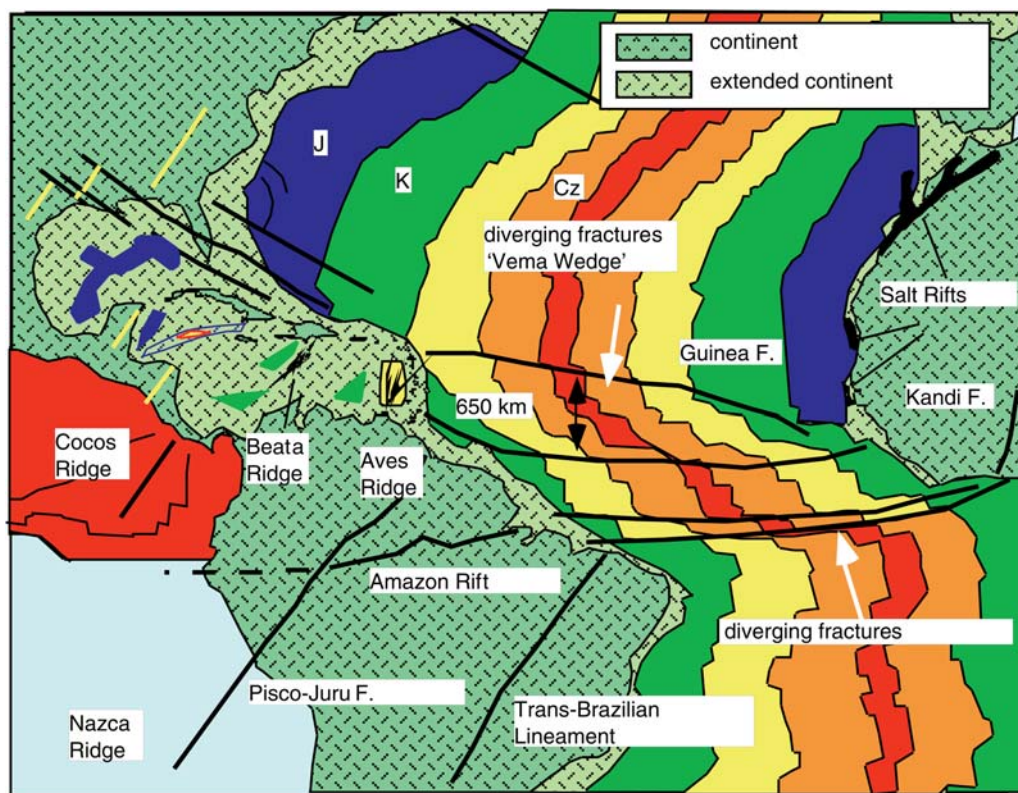 continent
extended continent
J
K
Cz
diverging fractures
‘Vema Wedge’
Salt Rifts
Guinea F.
Kandi F.
650 km
Cocos
Ridge
Beata
Ridge
Aves
Ridge
Amazon Rift
diverging fractures
Pisco-Juru F.
Trans-Brazilian
Lineament
Nazca
Ridge